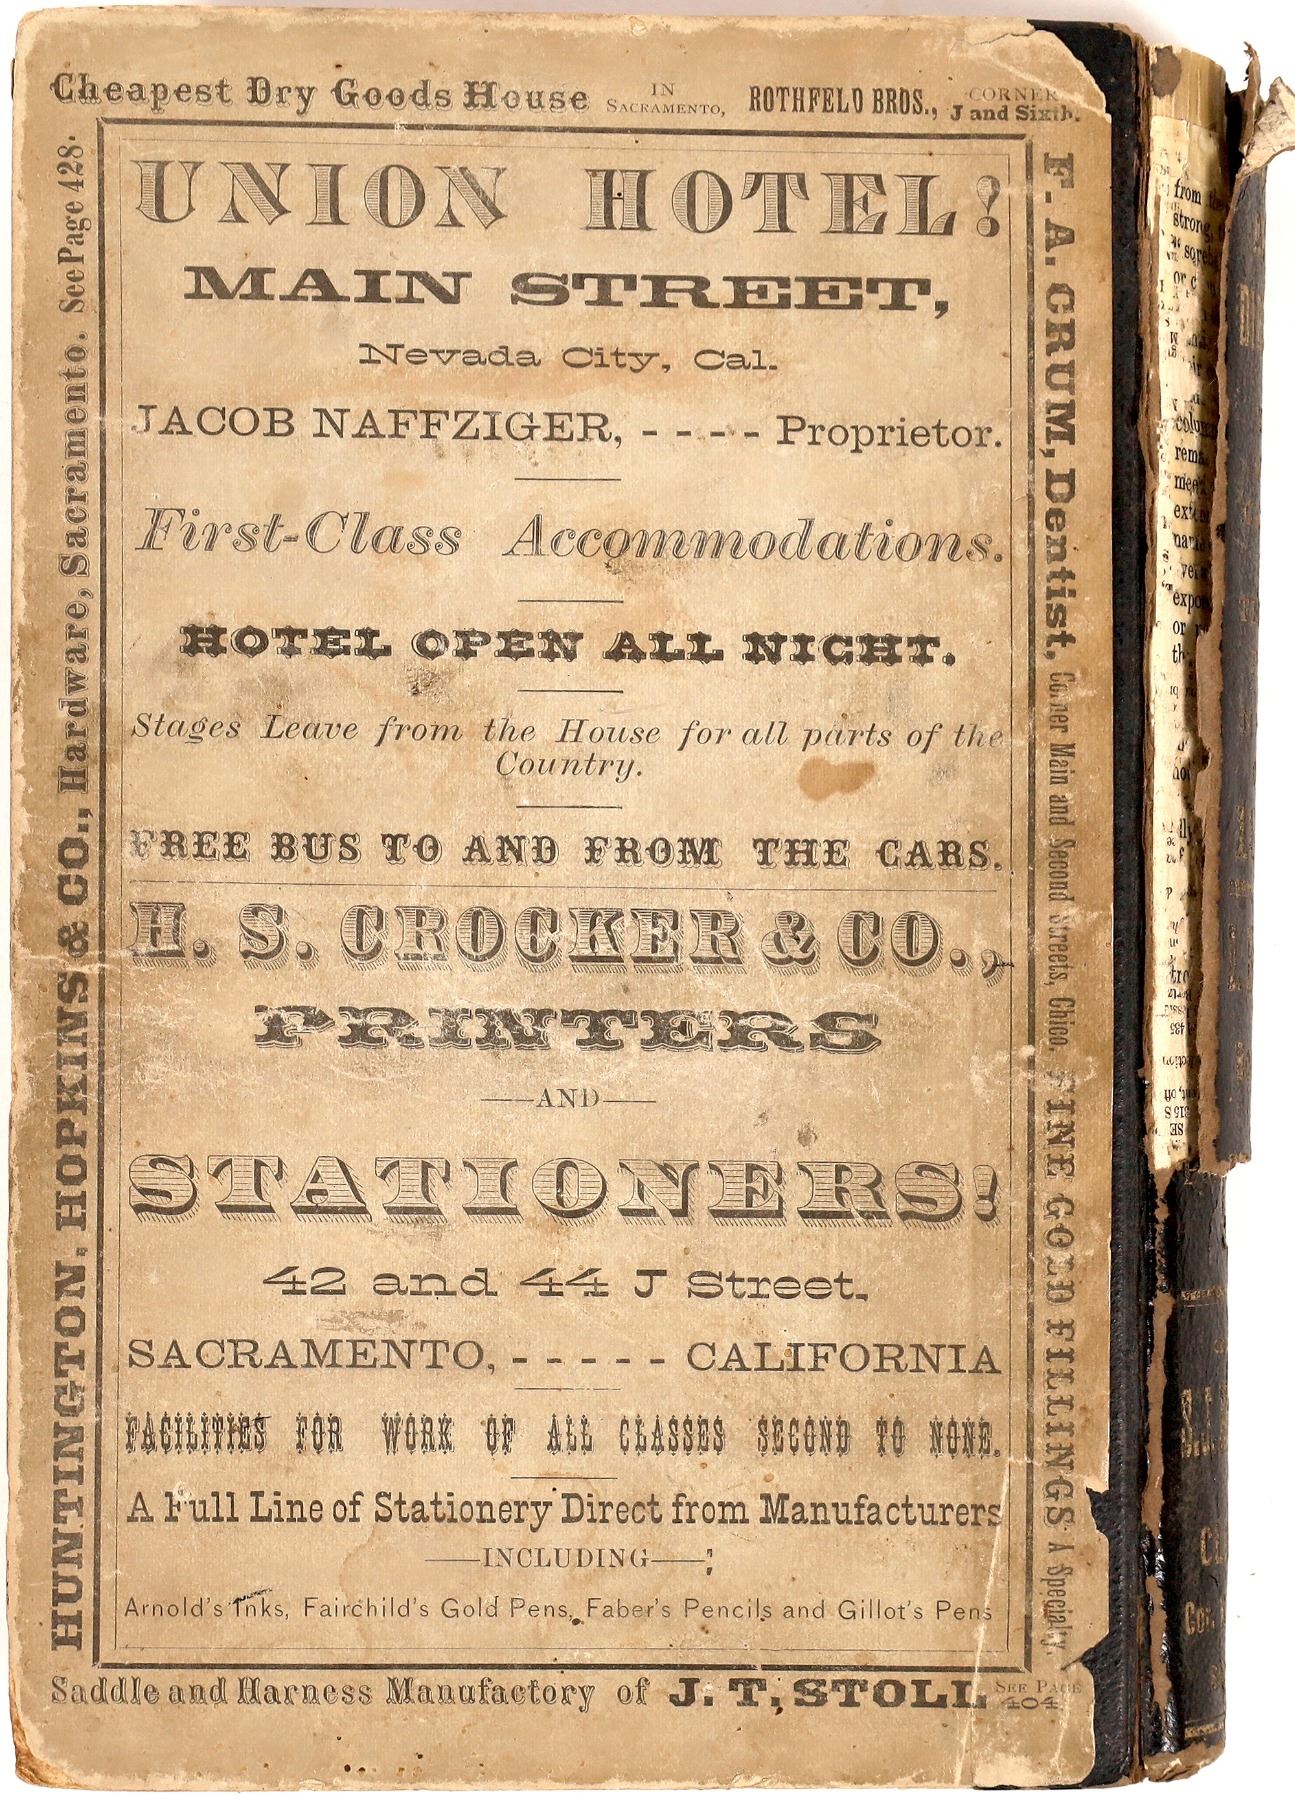 Cheapest Dry Goods House IN SACRAMENTO, ROTHFELD BROS., CORNER J and Sixth.
HUNTINGTON, HOPKINS & CO., Hardware, Sacramento. See Page 428.
UNION HOTEL!
MAIN STREET,
Nevada City, Cal.
JACOB NAFFZIGER, - - - - Proprietor.
First-Class Accommodations.
HOTEL OPEN ALL NIGHT.
Stages Leave from the House for all parts of the
Country.
FREE BUS TO AND FROM THE CARS.
H. S. CROCKER & CO.,
PRINTERS
AND
STATIONERS!
42 and 44 J Street,
SACRAMENTO, - - - - - CALIFORNIA
FACILITIES FOR WORK OF ALL CLASSES SECOND TO NONE.
A Full Line of Stationery Direct from Manufacturers
INCLUDING ;
Arnold's Inks, Fairchild's Gold Pens, Faber's Pencils and Gillot's Pens
F. A. CRUM, Dentist, Corner Main and Second Streets, Chico. FINE GOLD FILLINGS A Specialty.
Saddle and Harness Manufactory of J. T. STOLL SEE PAGE 404
from the
strong,